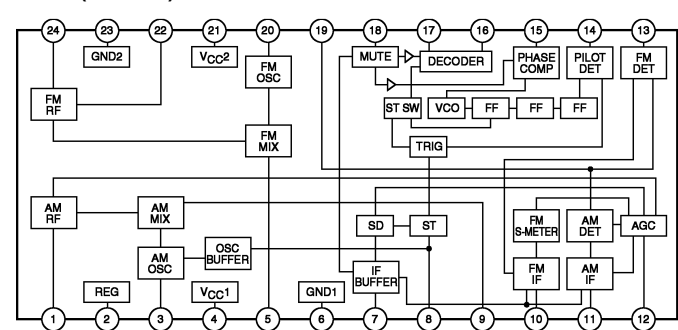 24 23 22 21 20 19 18 17 16 15 14 13
GND2 VCC2 FM OSC MUTE DECODER PHASE COMP PILOT DET FM DET
FM RF ST SW VCO FF FF FF
FM MIX TRIG
AM RF AM MIX SD ST FM S-METER AM DET AGC
AM OSC OSC BUFFER IF BUFFER FM IF AM IF
REG VCC1 GND1
1 2 3 4 5 6 7 8 9 10 11 12